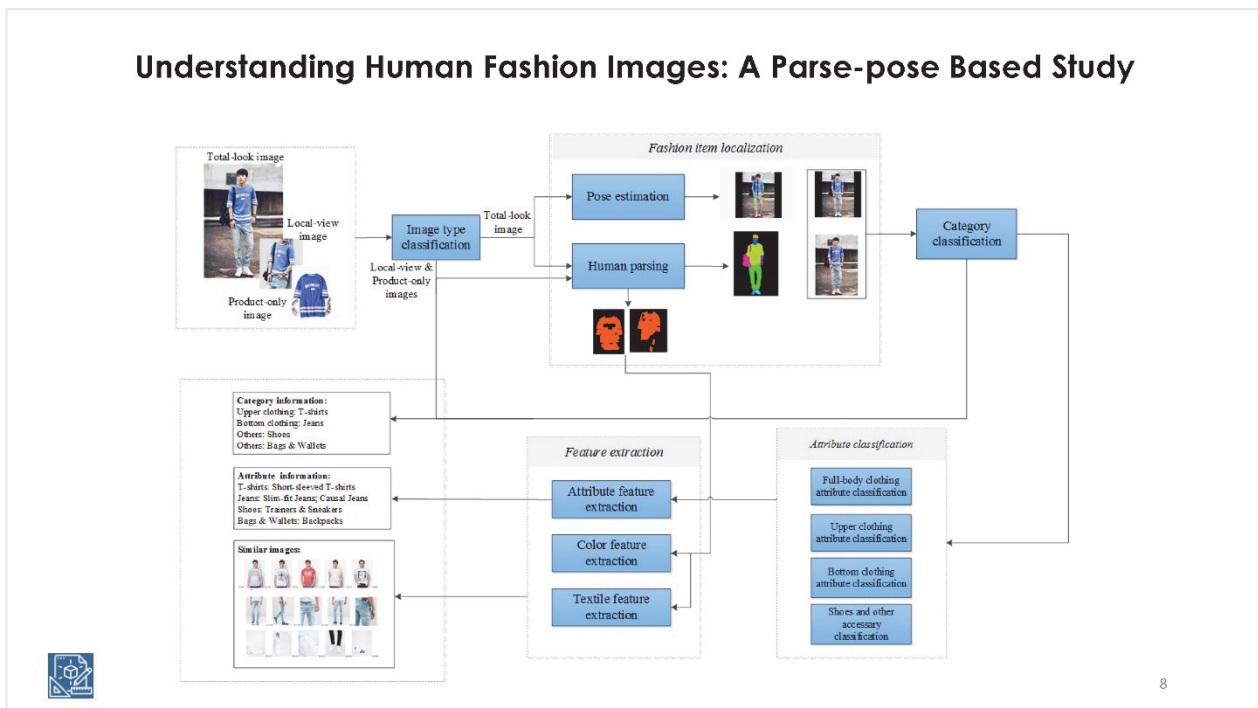 Understanding Human Fashion Images: A Parse-pose Based Study
Total-look image
Local-view
image
Product-only
image
Image type
classification
Total-look
image
Local-view &
Product-only
images
Fashion item localization
Pose estimation
Human parsing
Category
classification
Category information:
Upper clothing: T-shirts
Bottom clothing: Jeans
Others: Shoes
Others: Bags & Wallets
Attribute information:
T-shirts: Short-sleeved T-shirts
Jeans: Slim-fit Jeans; Causal Jeans
Shoes: Trainers & Sneakers
Bags & Wallets: Backpacks
Similar images:
Feature extraction
Attribute feature
extraction
Color feature
extraction
Textile feature
extraction
Attribute classification
Full-body clothing
attribute classification
Upper clothing
attribute classification
Bottom clothing
attribute classification
Shoes and other
accessary
classification
8